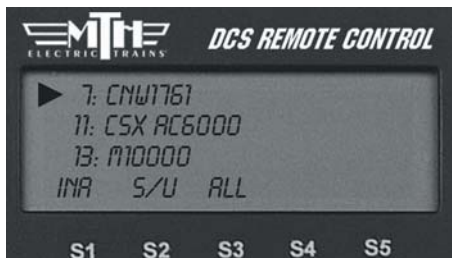 MTH DCS REMOTE CONTROL
ELECTRIC TRAINS
7: CNW1761
11: CSX AC6000
13: M10000
INA S/U ALL
S1 S2 S3 S4 S5